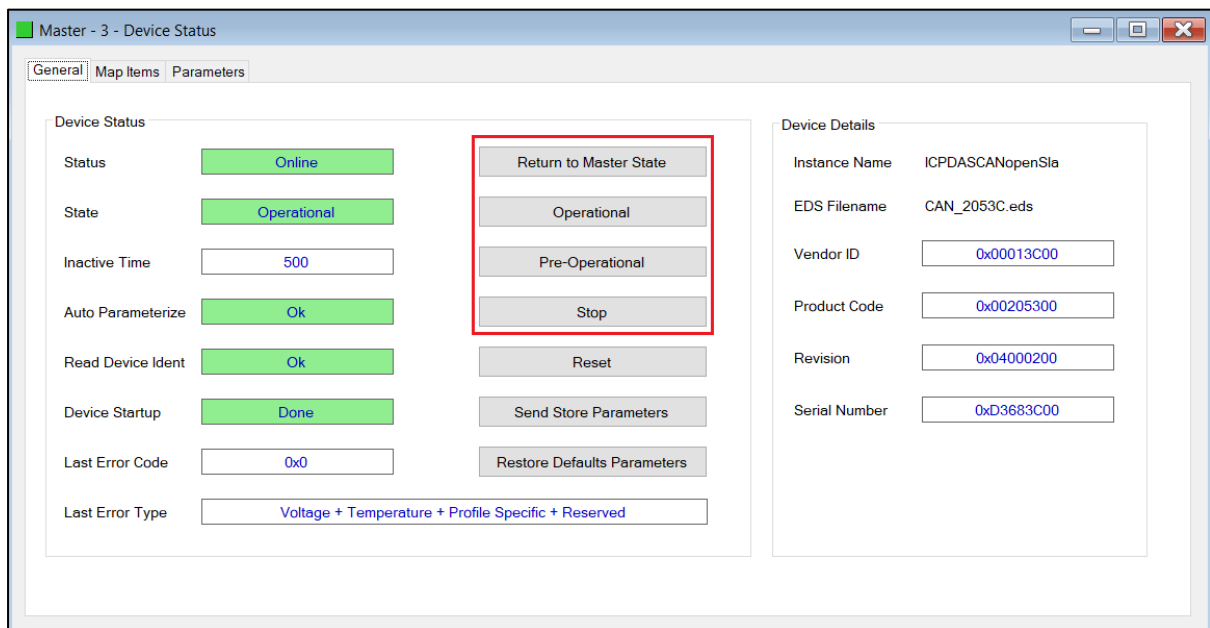 Master - 3 - Device Status
General Map Items Parameters
Device Status
Status Online Return to Master State
State Operational Operational
Inactive Time 500 Pre-Operational
Auto Parameterize Ok Stop
Read Device Ident Ok Reset
Device Startup Done Send Store Parameters
Last Error Code 0x0 Restore Defaults Parameters
Last Error Type Voltage + Temperature + Profile Specific + Reserved
Device Details
Instance Name ICPDASCANopenSla
EDS Filename CAN_2053C.eds
Vendor ID 0x00013C00
Product Code 0x00205300
Revision 0x04000200
Serial Number 0xD3683C00